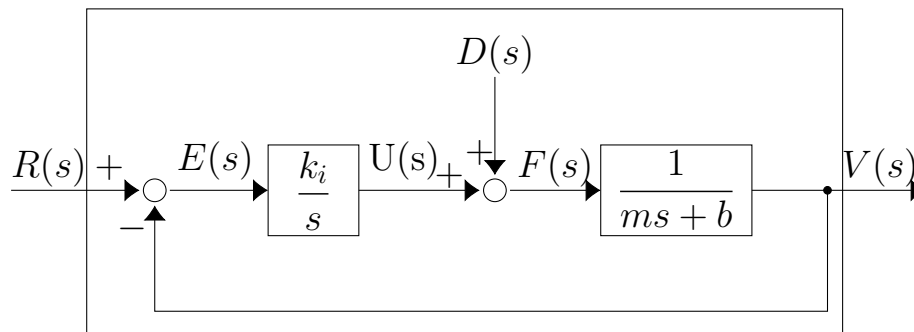 D(s)
R(s) + E(s) k_i/s U(s) + + F(s) 1/(ms + b) V(s)
−